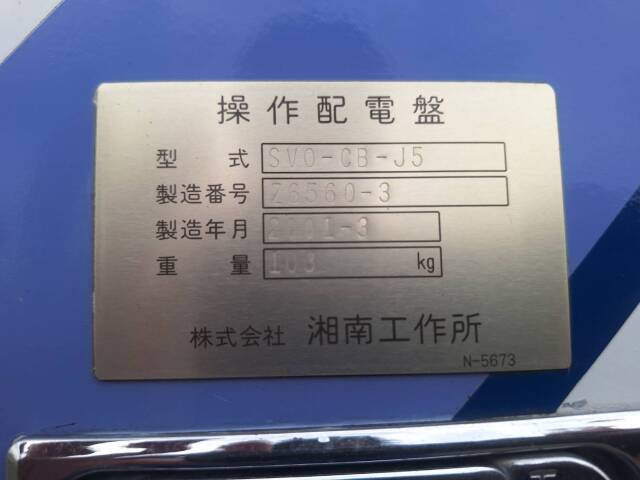 操作配電盤
型式 SVO-CB-J5
製造番号 Z6560-3
製造年月 2001-3
重量 103 kg
株式会社 湘南工作所
N-5673